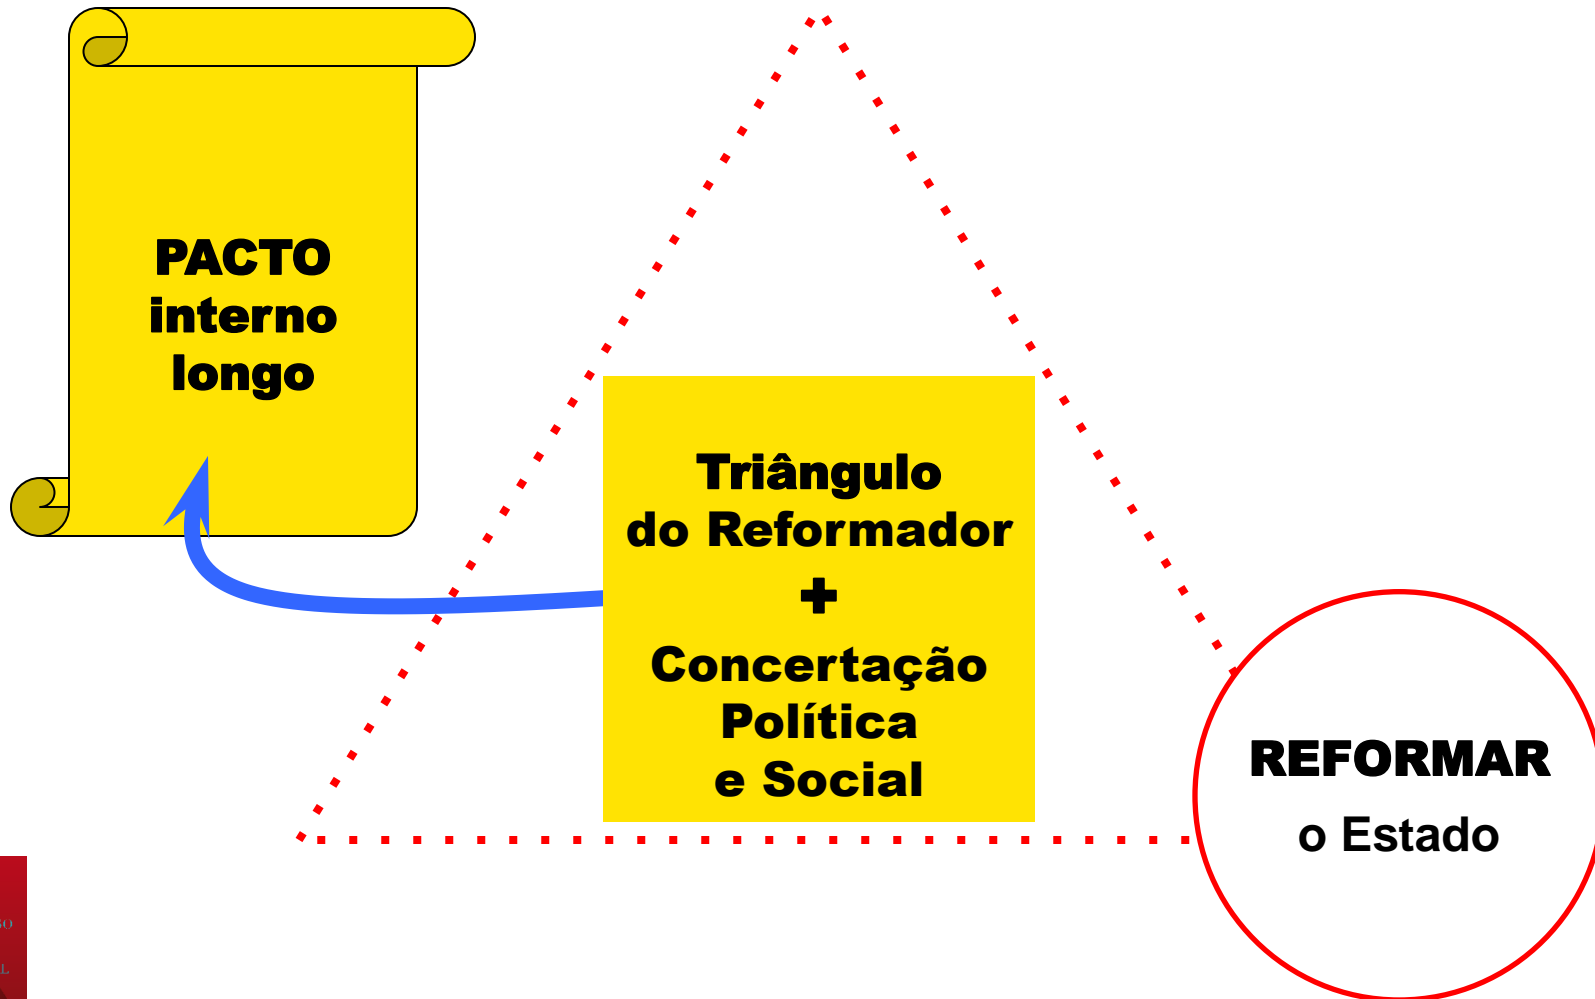 PACTO
interno
longo
Triângulo
do Reformador
+
Concertação
Política
e Social
REFORMAR
o Estado